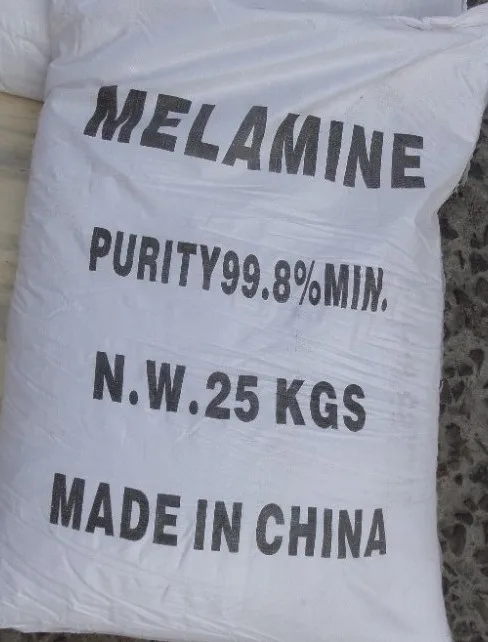 MELAMINE
PURITY99.8%MIN.
N.W.25 KGS
MADE IN CHINA